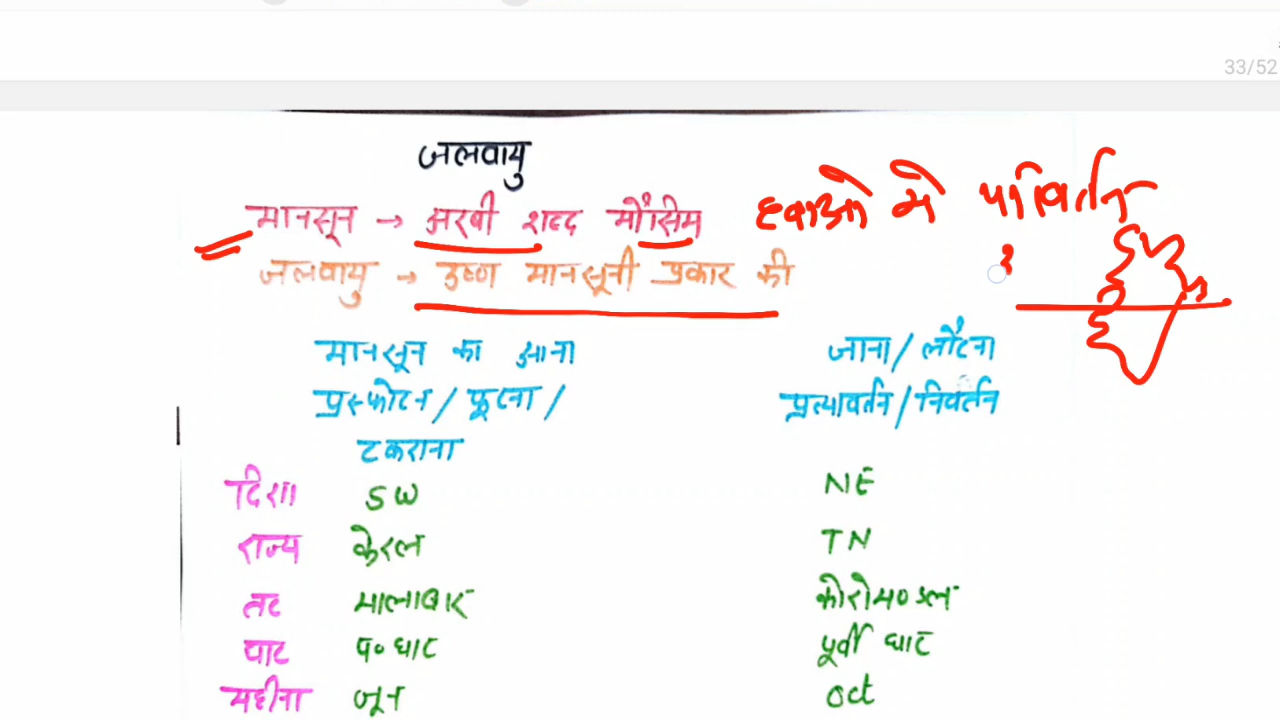 33/52
जलवायु
मानसून → अरबी शब्द मौंसिम हवाओ मे परिवर्तन
जलवायु → उष्ण मानसूनी प्रकार की
मानसून का आना जाना/लौटना
प्रस्फोटन/फूटना/ प्रत्यावर्तन/निवर्तन
टकराना
दिशा SW NE
राज्य केरल TN
तट मालाबार कोरोमण्डल
घाट प० घाट पूर्वी घाट
महीना जून Oct